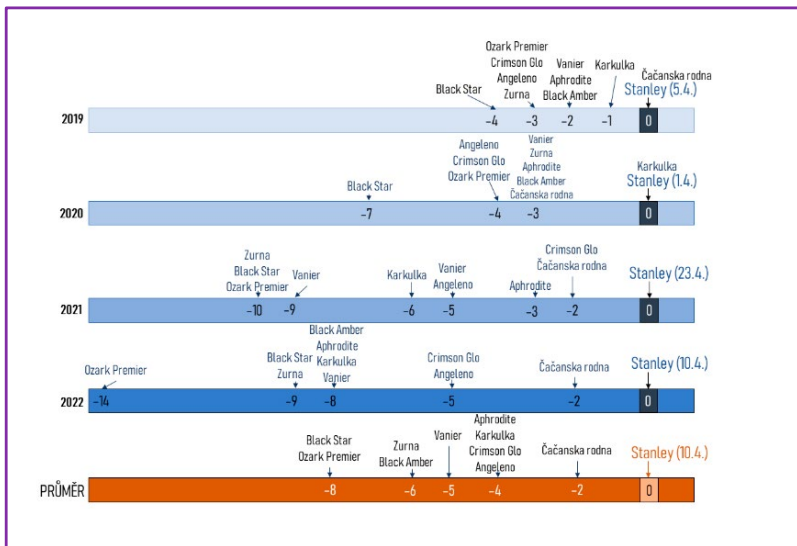 Ozark Premier
Crimson Glo
Angeleno
Zurna
Black Star
Vanier
Aphrodite
Black Amber
Karkulka
Čačanska rodna
Stanley (5.4.)
2019
-4
-3
-2
-1
0
Angeleno
Crimson Glo
Ozark Premier
Vanier
Zurna
Aphrodite
Black Amber
Čačanska rodna
Karkulka
Stanley (1.4.)
Black Star
2020
-7
-4
-3
0
Zurna
Black Star
Ozark Premier
Vanier
Karkulka
Vanier
Angeleno
Aphrodite
Crimson Glo
Čačanska rodna
Stanley (23.4.)
2021
-10
-9
-6
-5
-3
-2
0
Ozark Premier
Black Star
Zurna
Black Amber
Aphrodite
Karkulka
Vanier
Crimson Glo
Angeleno
Čačanska rodna
Stanley (10.4.)
2022
-14
-9
-8
-5
-2
0
Black Star
Ozark Premier
Zurna
Black Amber
Vanier
Aphrodite
Karkulka
Crimson Glo
Angeleno
Čačanska rodna
Stanley (10.4.)
PRŮMĚR
-8
-6
-5
-4
-2
0